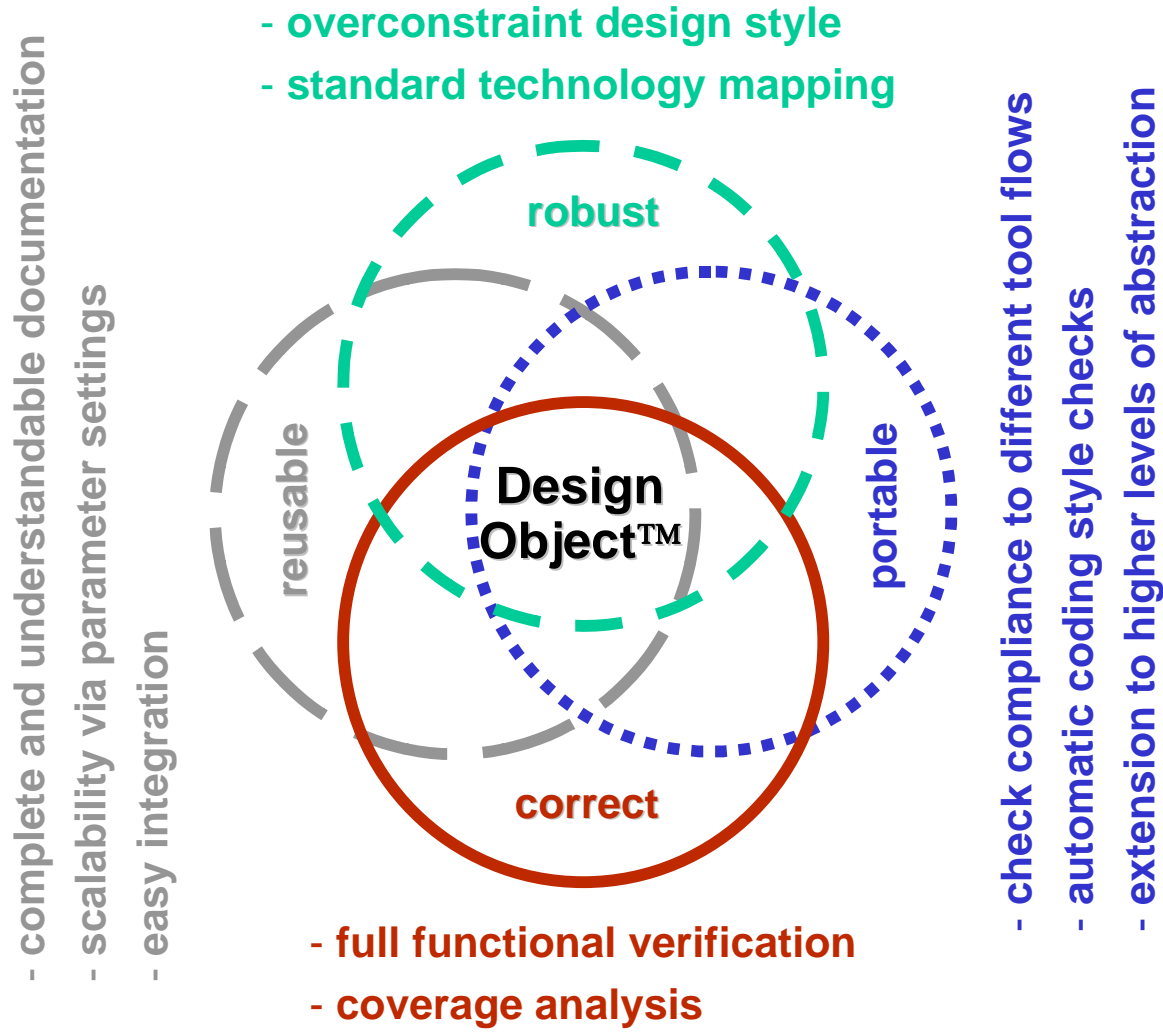 - overconstraint design style
- standard technology mapping
- complete and understandable documentation
- scalability via parameter settings
- easy integration
robust
reusable
Design
Object™
portable
correct
- check compliance to different tool flows
- automatic coding style checks
- extension to higher levels of abstraction
- full functional verification
- coverage analysis